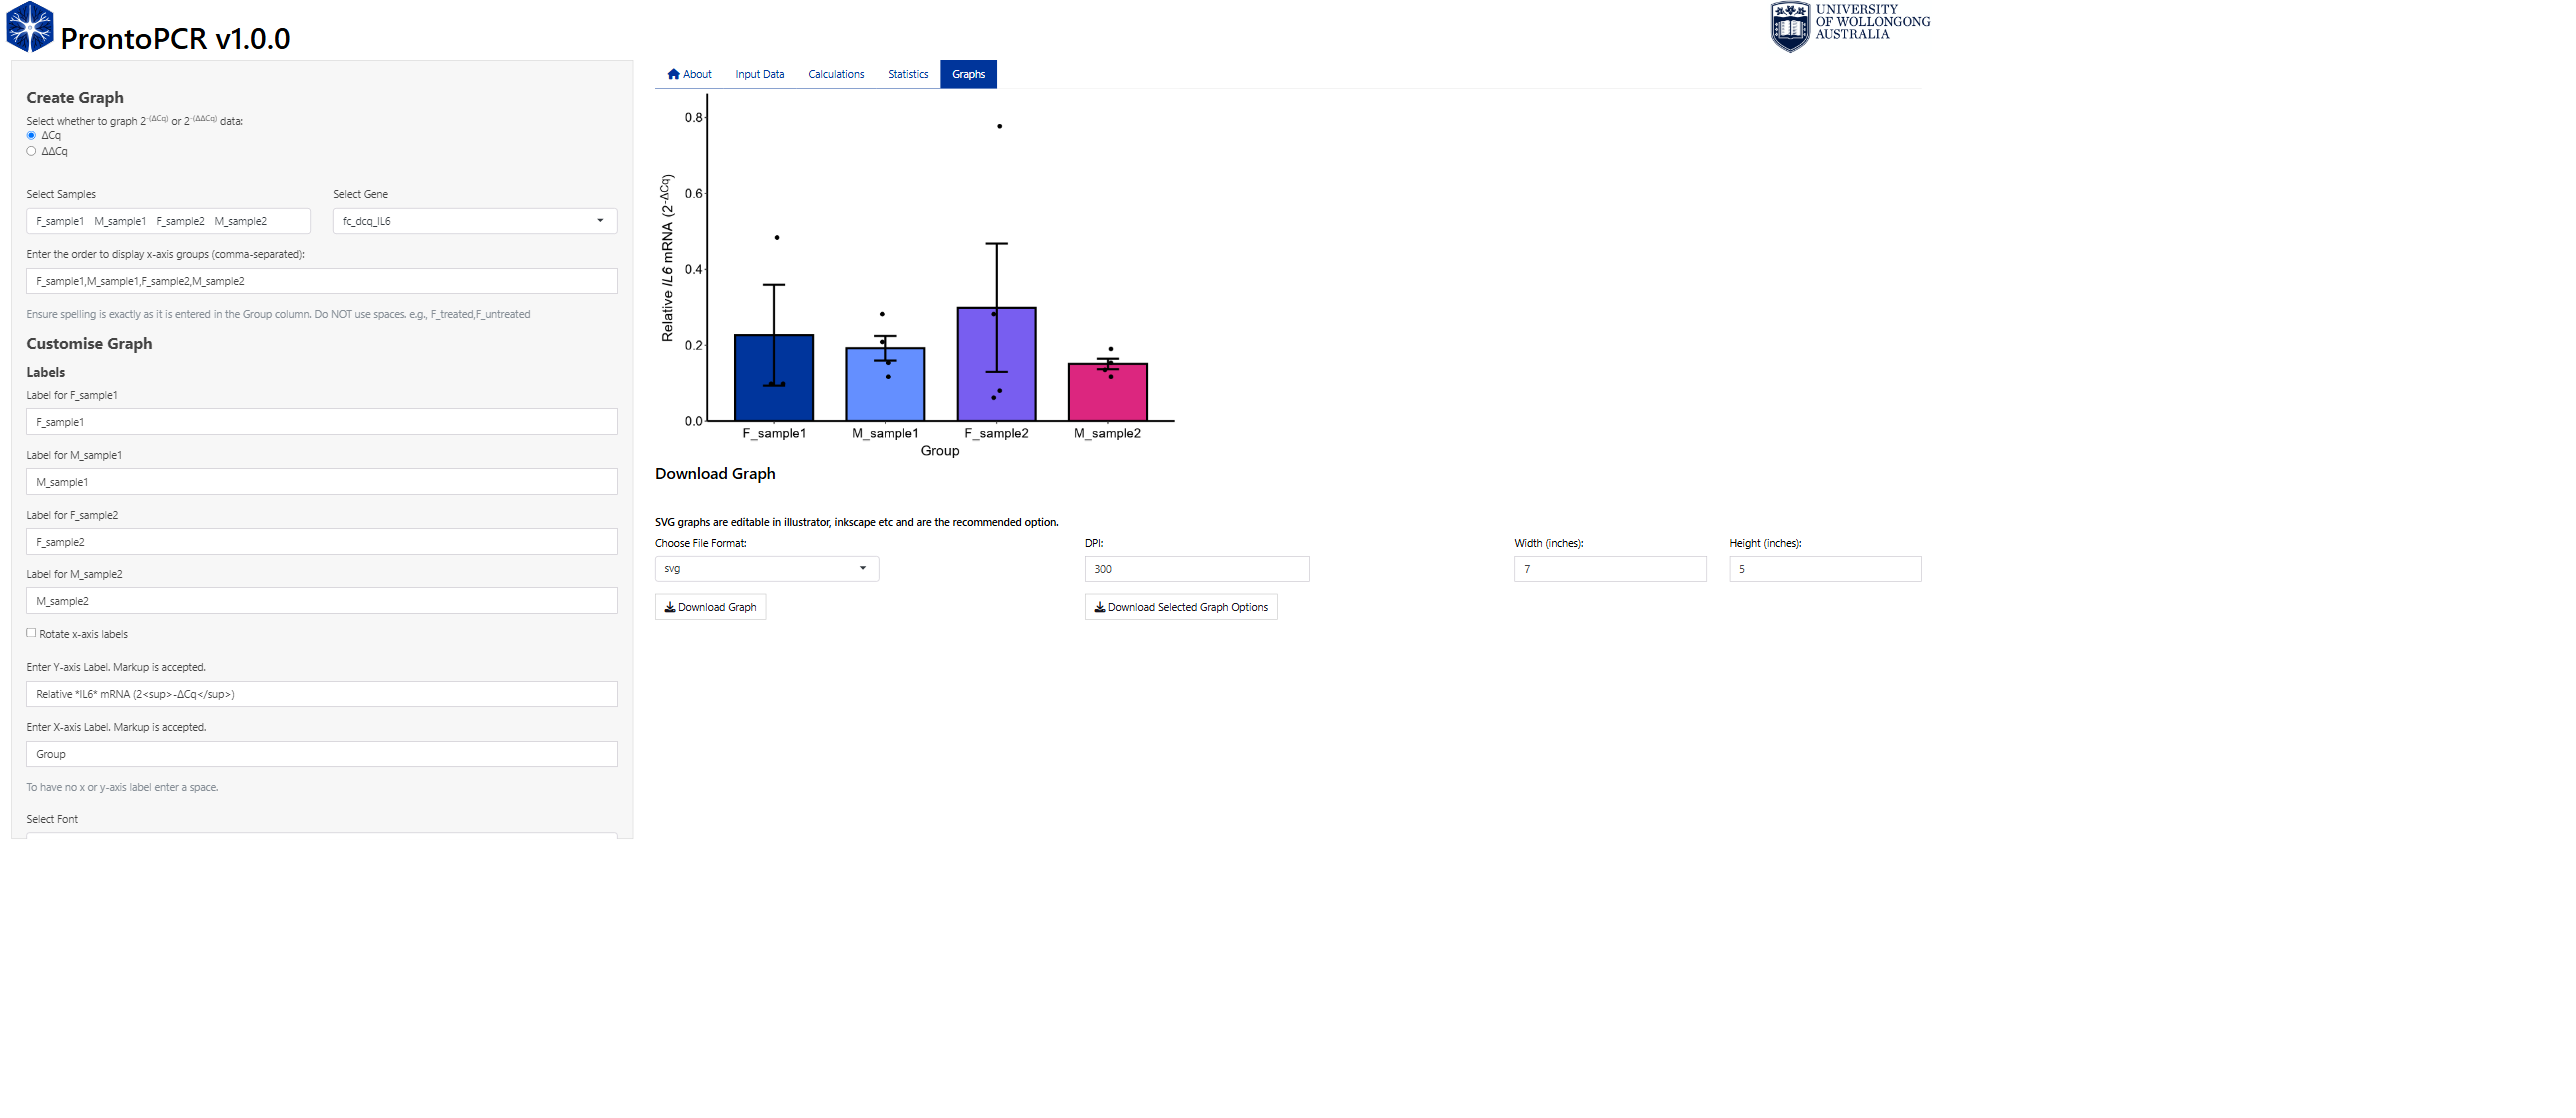 ProntoPCR v1.0.0
UNIVERSITY
OF WOLLONGONG
AUSTRALIA
Create Graph
Select whether to graph 2-(ΔCq) or 2-(ΔΔCq) data:
ΔCq
ΔΔCq
Select Samples
Select Gene
F_sample1 M_sample1 F_sample2 M_sample2
fc_dcq_IL6
Enter the order to display x-axis groups (comma-separated):
F_sample1,M_sample1,F_sample2,M_sample2
Ensure spelling is exactly as it is entered in the Group column. Do NOT use spaces. e.g., F_treated,F_untreated
Customise Graph
Labels
Label for F_sample1
F_sample1
Label for M_sample1
M_sample1
Label for F_sample2
F_sample2
Label for M_sample2
M_sample2
Rotate x-axis labels
Enter Y-axis Label. Markup is accepted.
Relative *IL6* mRNA (2<sup>-ΔCq</sup>)
Enter X-axis Label. Markup is accepted.
Group
To have no x or y-axis label enter a space.
Select Font
About Input Data Calculations Statistics Graphs
Relative IL6 mRNA (2-ΔCq)
0.8
0.6
0.4
0.2
0.0
F_sample1 M_sample1 F_sample2 M_sample2
Group
Download Graph
SVG graphs are editable in illustrator, inkscape etc and are the recommended option.
Choose File Format: DPI: Width (inches): Height (inches):
svg 300 7 5
Download Graph Download Selected Graph Options